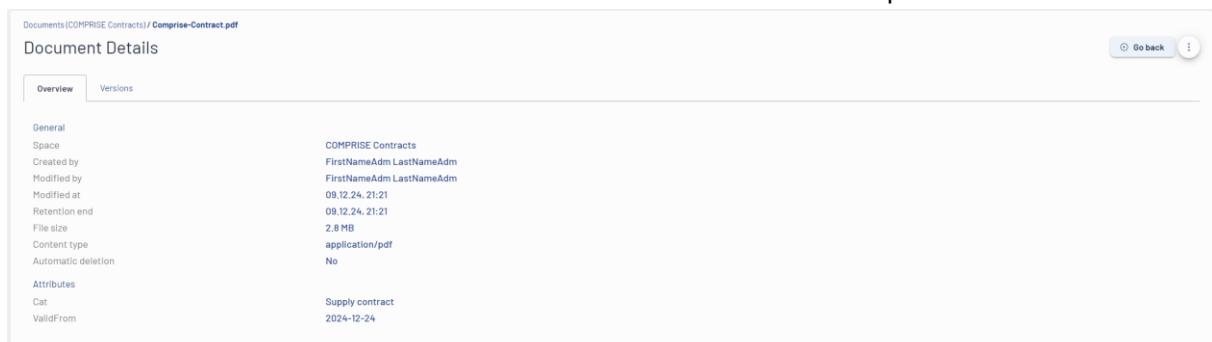 Documents (COMPRISE Contracts) / Comprise-Contract.pdf
Document Details
Go back
Overview Versions
General
Space COMPRISE Contracts
Created by FirstNameAdm LastNameAdm
Modified by FirstNameAdm LastNameAdm
Modified at 09.12.24, 21:21
Retention end 09.12.24, 21:21
File size 2.8 MB
Content type application/pdf
Automatic deletion No
Attributes
Cat Supply contract
ValidFrom 2024-12-24